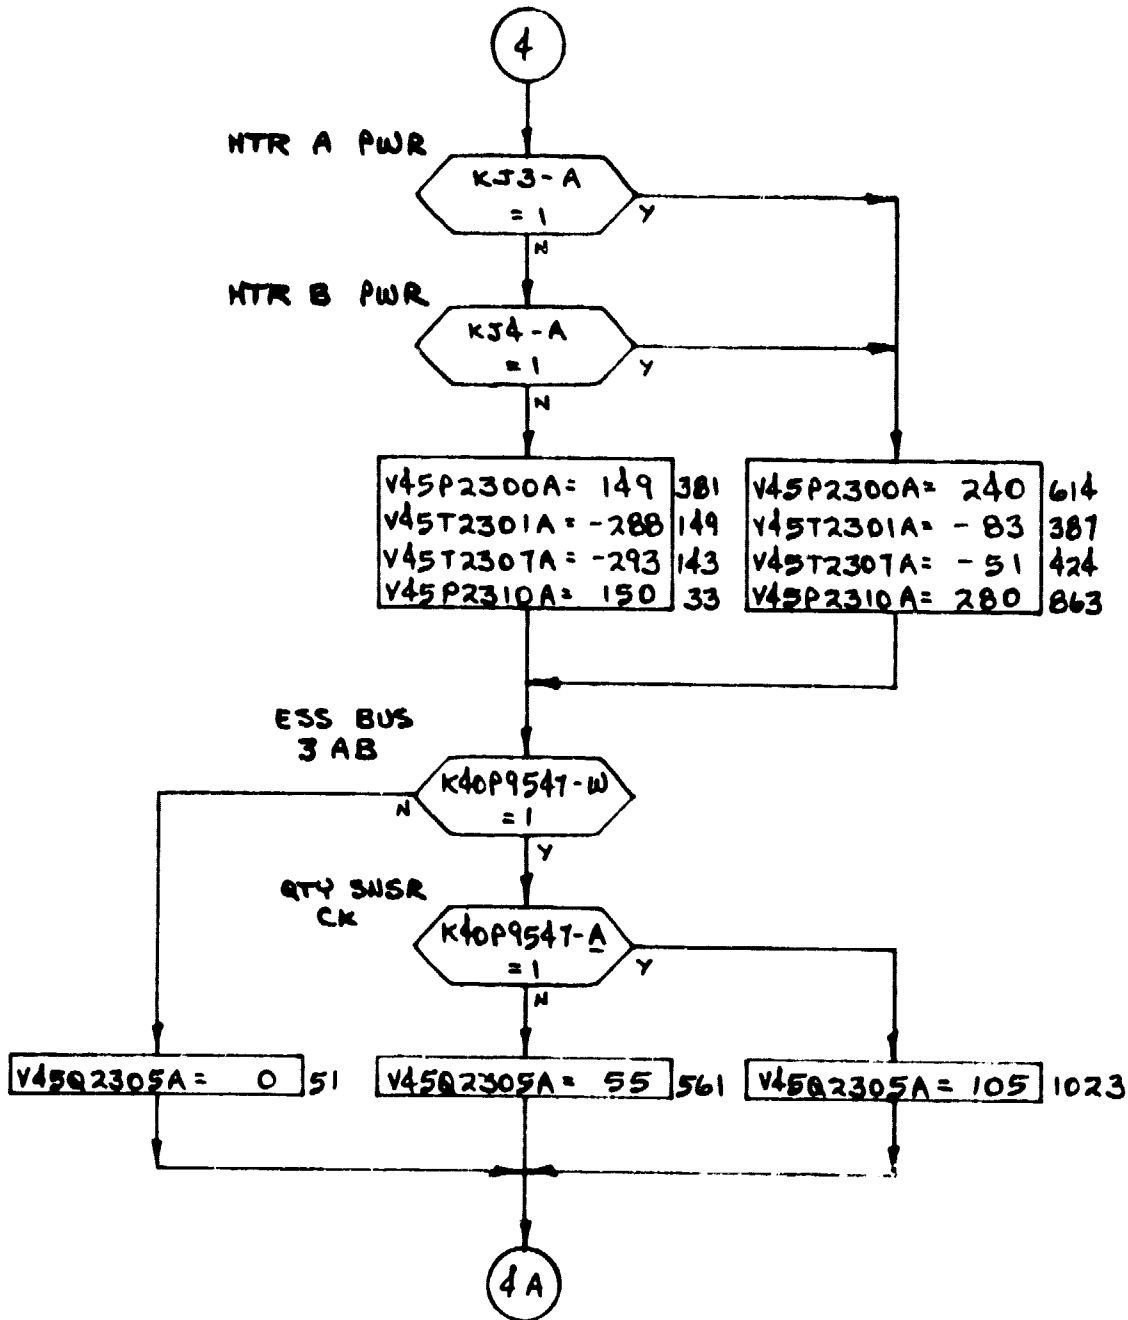 4
HTR A PWR
KJ3-A
= 1
Y
N
HTR B PWR
KJ4-A
= 1
Y
N
V45P2300A= 149 381
V45T2301A= -288 149
V45T2307A= -293 143
V45P2310A= 150 33
V45P2300A= 240 614
V45T2301A= -83 387
V45T2307A= -51 424
V45P2310A= 280 863
ESS BUS
3 AB
K40P9547-W
= 1
N
Y
QTY SNSR
CK
K40P9547-A
= 1
Y
N
V45Q2305A= 0 51
V45Q2305A= 55 561
V45Q2305A= 105 1023
4A